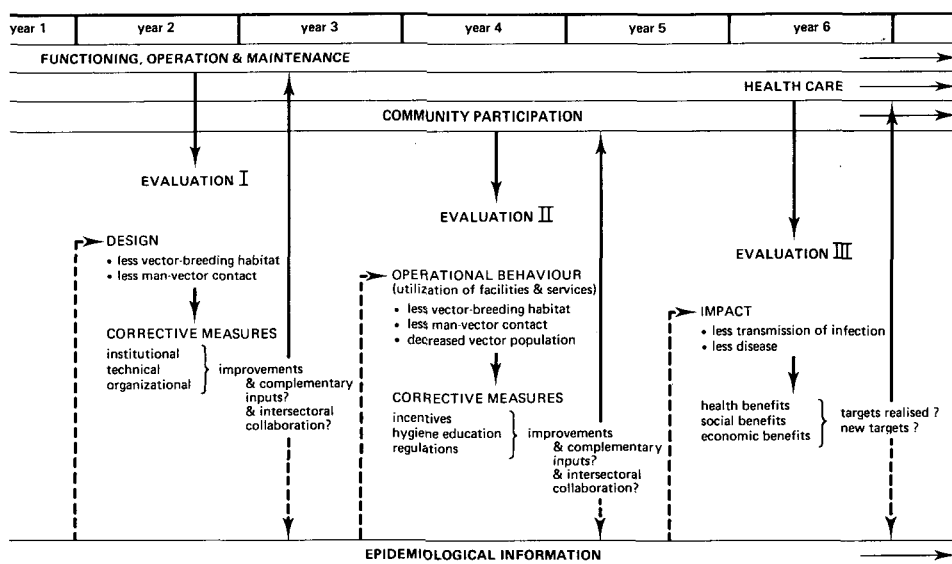 year 1 year 2 year 3 year 4 year 5 year 6
FUNCTIONING, OPERATION & MAINTENANCE
HEALTH CARE
COMMUNITY PARTICIPATION
EVALUATION I
DESIGN
• less vector-breeding habitat
• less man-vector contact
CORRECTIVE MEASURES
institutional
technical
organizational
improvements
& complementary
inputs?
& intersectoral
collaboration?
EVALUATION II
OPERATIONAL BEHAVIOUR
(utilization of facilities & services)
• less vector-breeding habitat
• less man-vector contact
• decreased vector population
CORRECTIVE MEASURES
incentives
hygiene education
regulations
improvements
& complementary
inputs?
& intersectoral
collaboration?
EVALUATION III
IMPACT
• less transmission of infection
• less disease
health benefits
social benefits
economic benefits
targets realised ?
new targets ?
EPIDEMIOLOGICAL INFORMATION